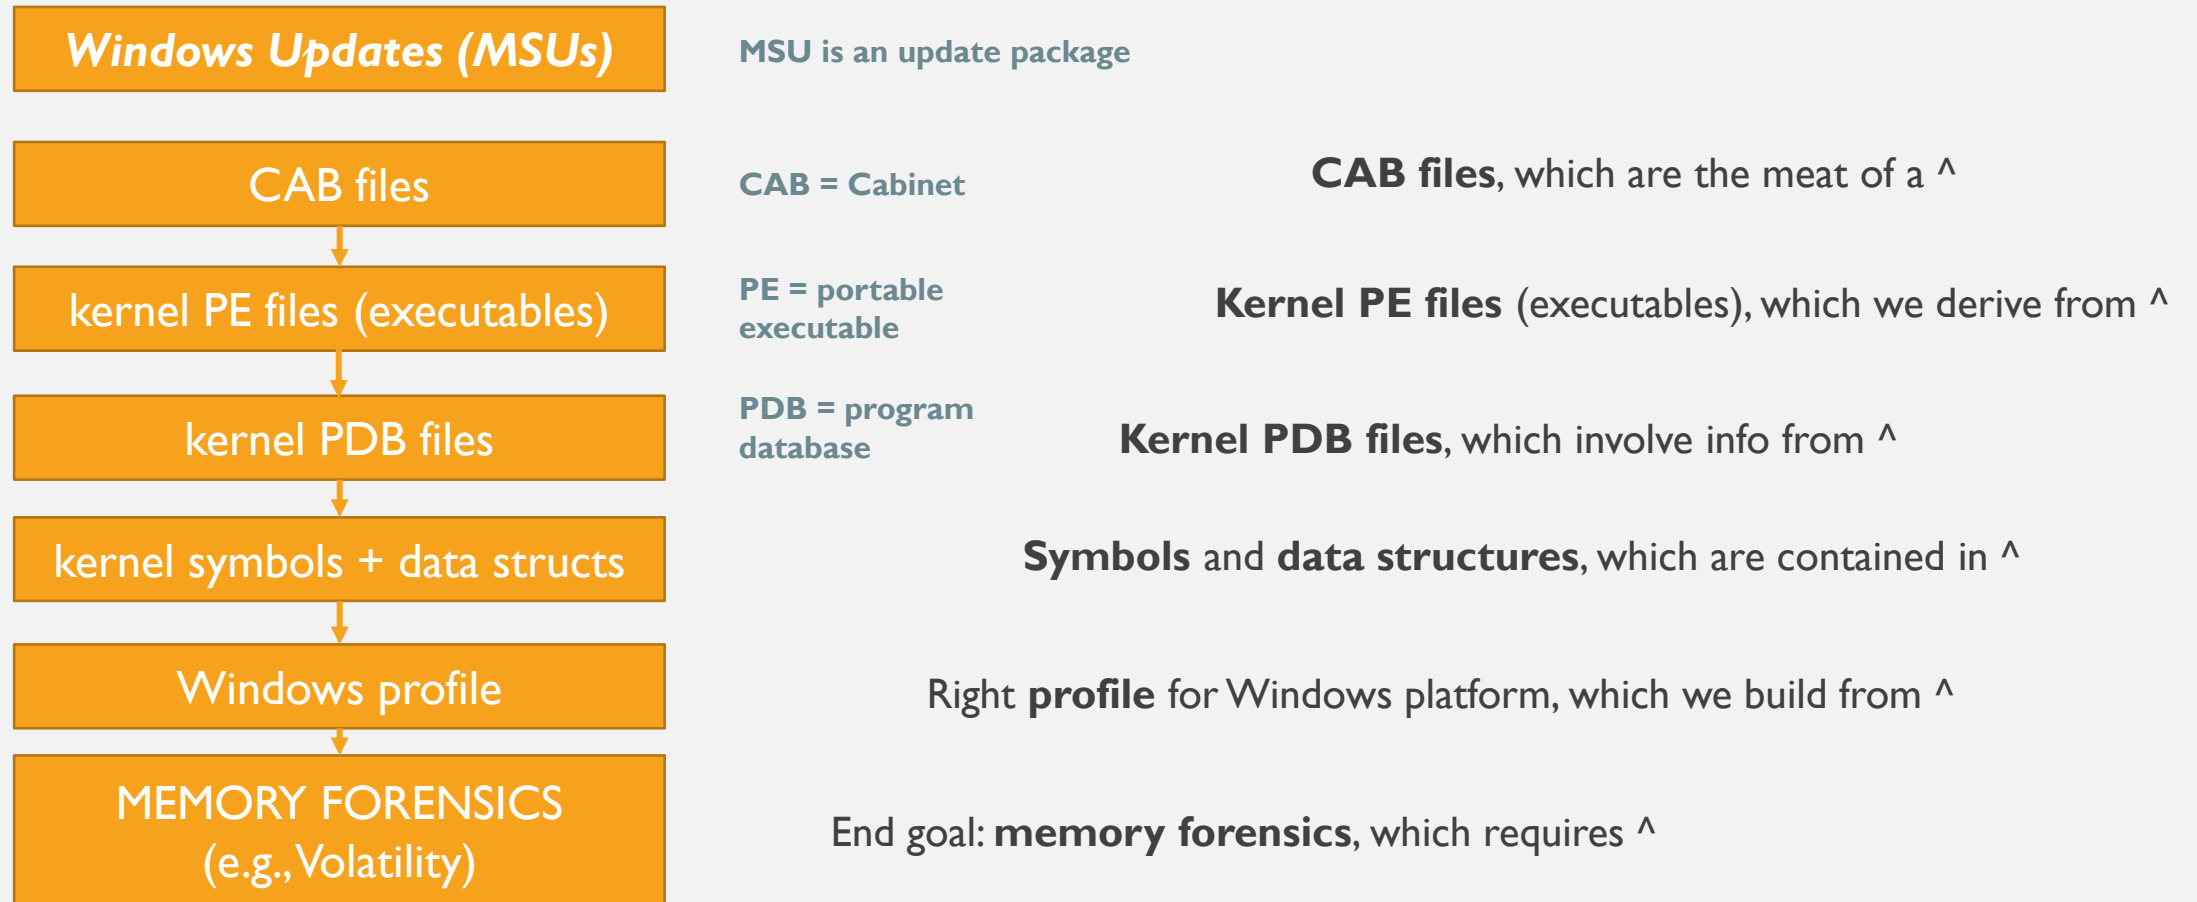 Windows Updates (MSUs)
MSU is an update package
CAB files
CAB = Cabinet
CAB files, which are the meat of a ^
kernel PE files (executables)
PE = portable
executable
Kernel PE files (executables), which we derive from ^
kernel PDB files
PDB = program
database
Kernel PDB files, which involve info from ^
kernel symbols + data structs
Symbols and data structures, which are contained in ^
Windows profile
Right profile for Windows platform, which we build from ^
MEMORY FORENSICS
(e.g., Volatility)
End goal: memory forensics, which requires ^